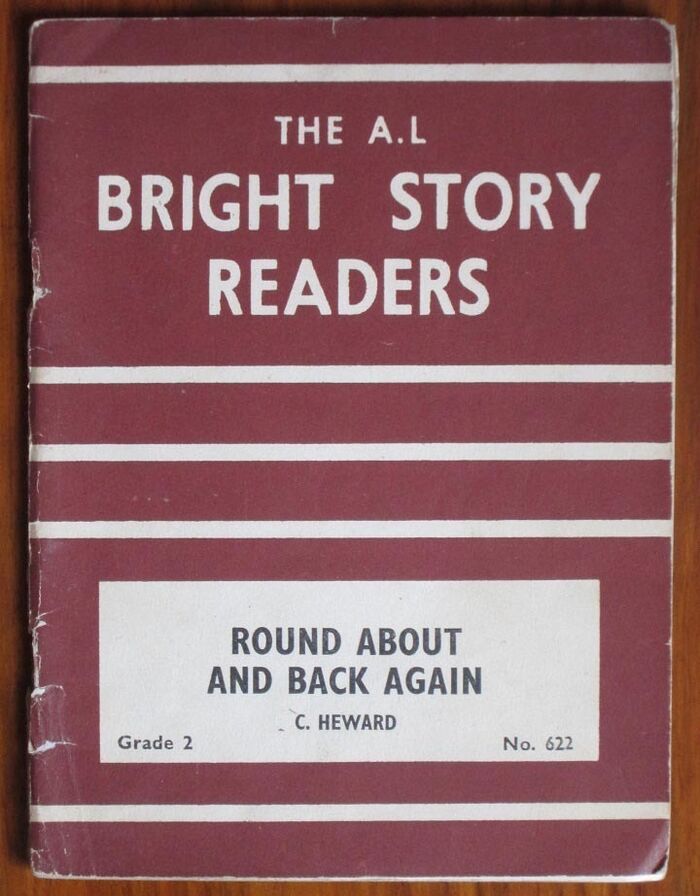 THE A.L
BRIGHT STORY
READERS
ROUND ABOUT
AND BACK AGAIN
C. HEWARD
Grade 2 No. 622